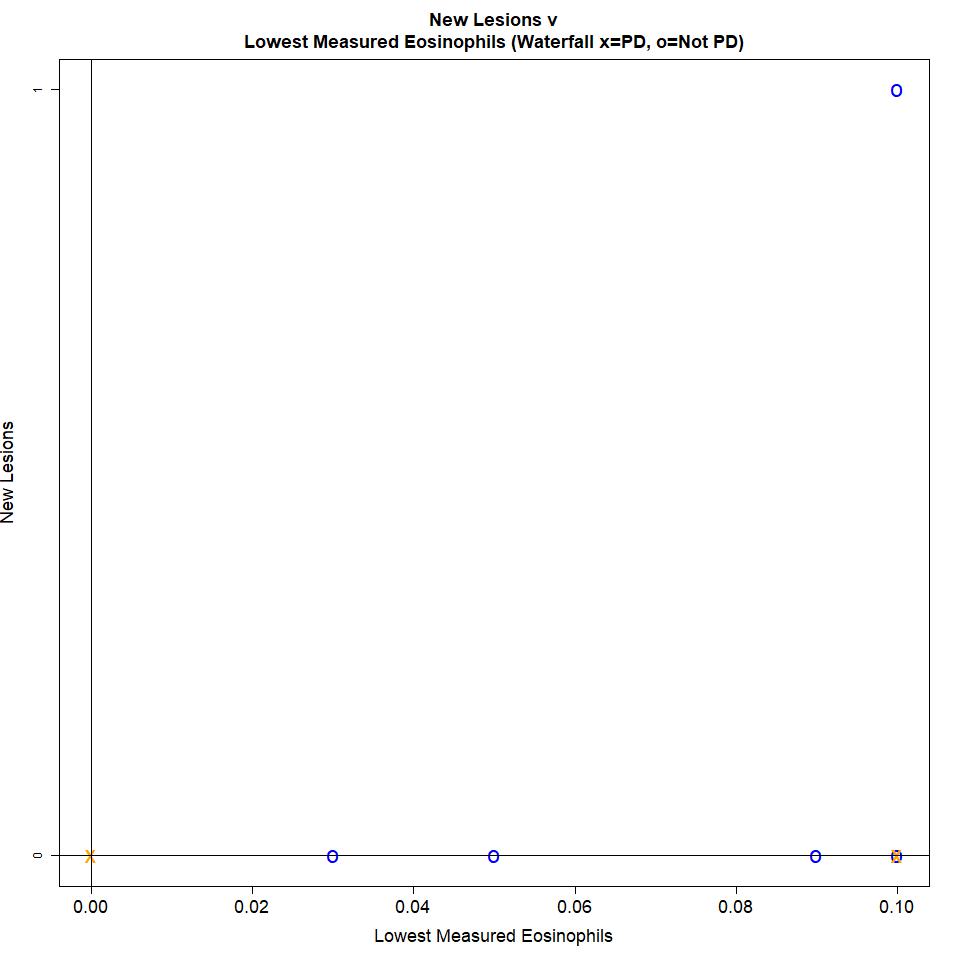 New Lesions v
Lowest Measured Eosinophils (Waterfall x=PD, o=Not PD)
1
o
New Lesions
0
x o o o o x
0.00 0.02 0.04 0.06 0.08 0.10
Lowest Measured Eosinophils